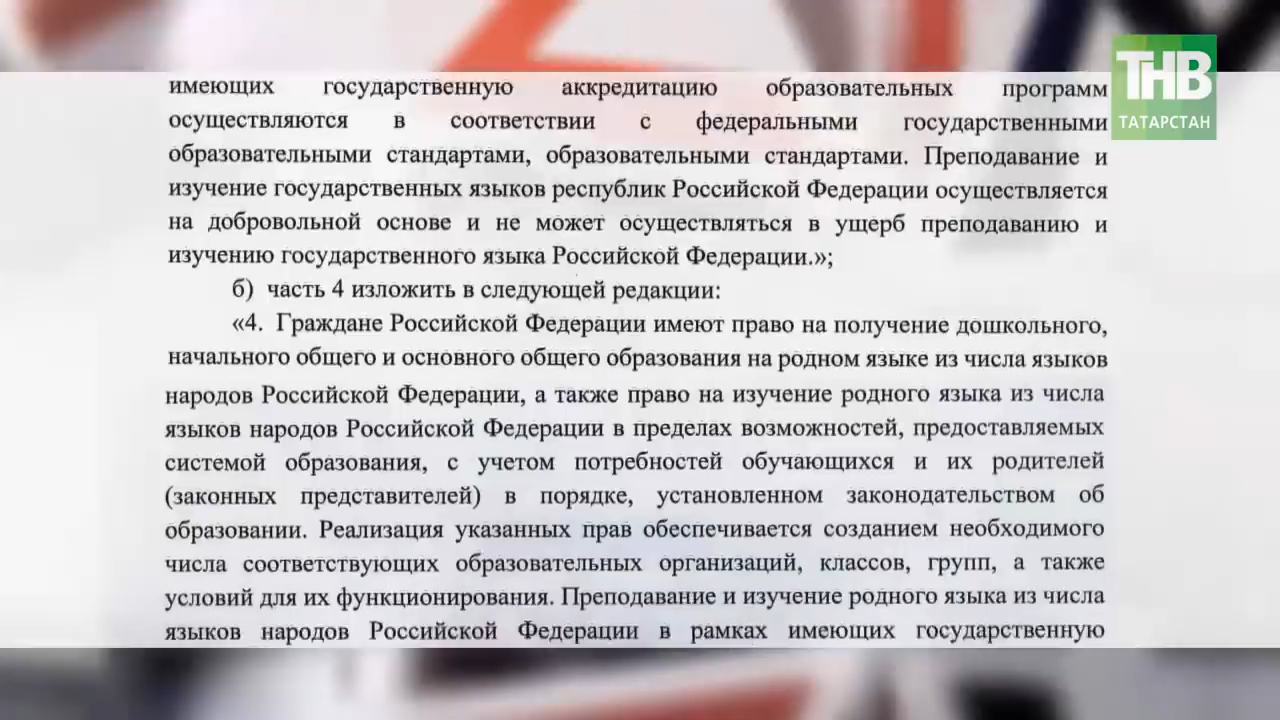 ТНВ
ТАТАРСТАН
имеющих государственную аккредитацию образовательных программ
осуществляются в соответствии с федеральными государственными
образовательными стандартами, образовательными стандартами. Преподавание и
изучение государственных языков республик Российской Федерации осуществляется
на добровольной основе и не может осуществляться в ущерб преподаванию и
изучению государственного языка Российской Федерации.»;
б) часть 4 изложить в следующей редакции:
«4. Граждане Российской Федерации имеют право на получение дошкольного,
начального общего и основного общего образования на родном языке из числа языков
народов Российской Федерации, а также право на изучение родного языка из числа
языков народов Российской Федерации в пределах возможностей, предоставляемых
системой образования, с учетом потребностей обучающихся и их родителей
(законных представителей) в порядке, установленном законодательством об
образовании. Реализация указанных прав обеспечивается созданием необходимого
числа соответствующих образовательных организаций, классов, групп, а также
условий для их функционирования. Преподавание и изучение родного языка из числа
языков народов Российской Федерации в рамках имеющих государственную